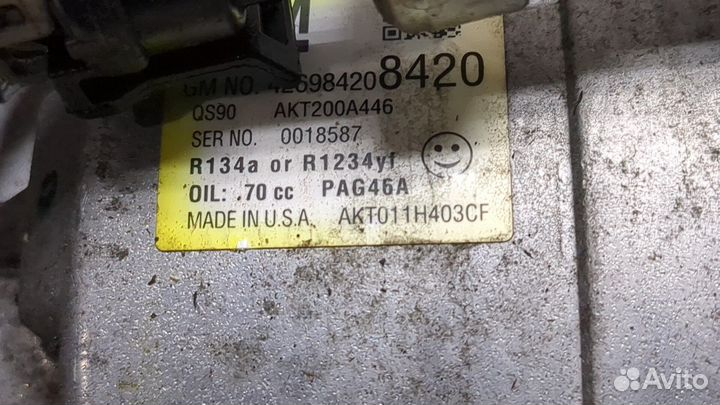 GM NO. 42698420 8420
QS90 AKT200A446
SER NO. 0018587
R134a or R1234yf
OIL: 70 cc PAG46A
MADE IN U.S.A. AKT011H403CF
Avito